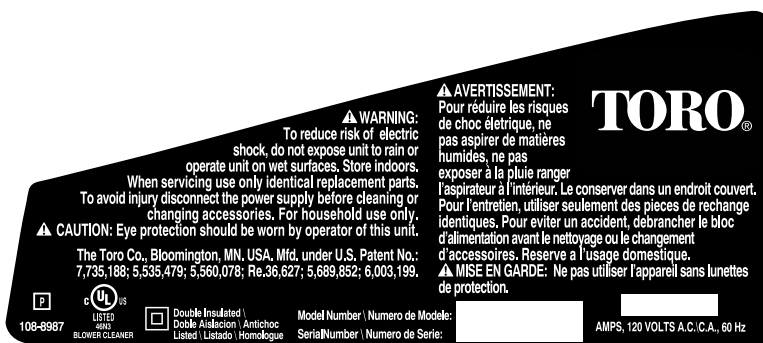 ⚠ WARNING:
To reduce risk of electric
shock, do not expose unit to rain or
operate unit on wet surfaces. Store indoors.
When servicing use only identical replacement parts.
To avoid injury disconnect the power supply before cleaning or
changing accessories. For household use only.
⚠ CAUTION: Eye protection should be worn by operator of this unit.
The Toro Co., Bloomington, MN. USA. Mfd. under U.S. Patent No.:
7,735,188; 5,535,479; 5,560,078; Re.36,627; 5,689,852; 6,003,199.
⚠ AVERTISSEMENT:
Pour réduire les risques
de choc életrique, ne
pas aspirer de matières
humides, ne pas
exposer à la pluie ranger
l'aspirateur à l'intérieur. Le conserver dans un endroit couvert.
Pour l'entretien, utiliser seulement des pieces de rechange
identiques. Pour eviter un accident, debrancher le bloc
d'alimentation avant le nettoyage ou le changement
d'accessoires. Reserve a l'usage domestique.
⚠ MISE EN GARDE: Ne pas utiliser l'appareil sans lunettes
de protection.
TORO®
P
108-8987
C UL US
LISTED
46N3
BLOWER CLEANER
Double Insulated \
Doble Aislacion \ Antichoc
Listed \ Listado \ Homologue
Model Number \ Numero de Modele:
SerialNumber \ Numero de Serie:
AMPS, 120 VOLTS A.C.\C.A., 60 Hz